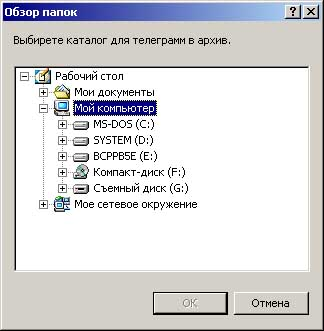 Обзор папок
Выбирете каталог для телеграмм в архив.
Рабочий стол
Мои документы
Мой компьютер
MS-DOS (C:)
SYSTEM (D:)
BCPPB5E (E:)
Компакт-диск (F:)
Съемный диск (G:)
Мое сетевое окружение
OK
Отмена